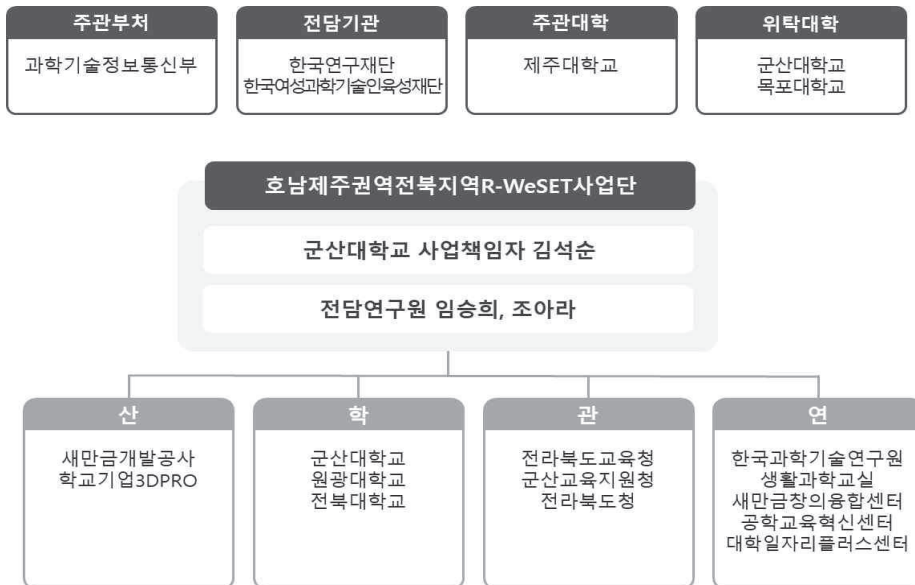 주관부처
과학기술정보통신부
전담기관
한국연구재단
한국여성과학기술인육성재단
주관대학
제주대학교
위탁대학
군산대학교
목포대학교
호남제주권역전북지역R-WeSET사업단
군산대학교 사업책임자 김석순
전담연구원 임승희, 조아라
산
새만금개발공사
학교기업3DPRO
학
군산대학교
원광대학교
전북대학교
관
전라북도교육청
군산교육지원청
전라북도청
연
한국과학기술연구원
생활과학교실
새만금창의융합센터
공학교육혁신센터
대학일자리플러스센터